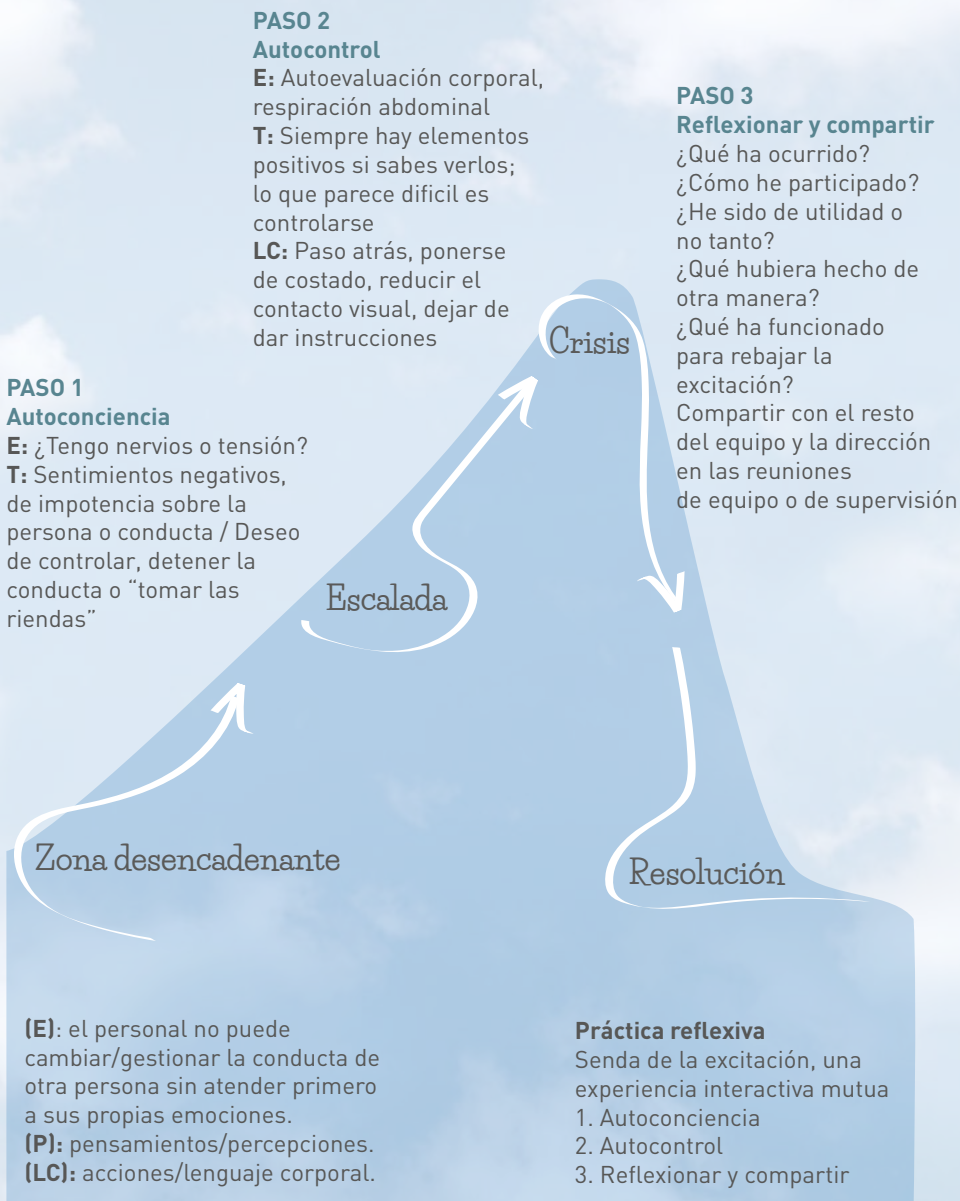 PASO 2
Autocontrol
E: Autoevaluación corporal,
respiración abdominal
T: Siempre hay elementos
positivos si sabes verlos;
lo que parece dificil es
controlarse
LC: Paso atrás, ponerse
de costado, reducir el
contacto visual, dejar de
dar instrucciones
PASO 3
Reflexionar y compartir
¿Qué ha ocurrido?
¿Cómo he participado?
¿He sido de utilidad o
no tanto?
¿Qué hubiera hecho de
otra manera?
¿Qué ha funcionado
para rebajar la
excitación?
Compartir con el resto
del equipo y la dirección
en las reuniones
de equipo o de supervisión
PASO 1
Autoconciencia
E: ¿Tengo nervios o tensión?
T: Sentimientos negativos,
de impotencia sobre la
persona o conducta / Deseo
de controlar, detener la
conducta o “tomar las
riendas”
Crisis
Escalada
Zona desencadenante
Resolución
(E): el personal no puede
cambiar/gestionar la conducta de
otra persona sin atender primero
a sus propias emociones.
(P): pensamientos/percepciones.
(LC): acciones/lenguaje corporal.
Práctica reflexiva
Senda de la excitación, una
experiencia interactiva mutua
1. Autoconciencia
2. Autocontrol
3. Reflexionar y compartir